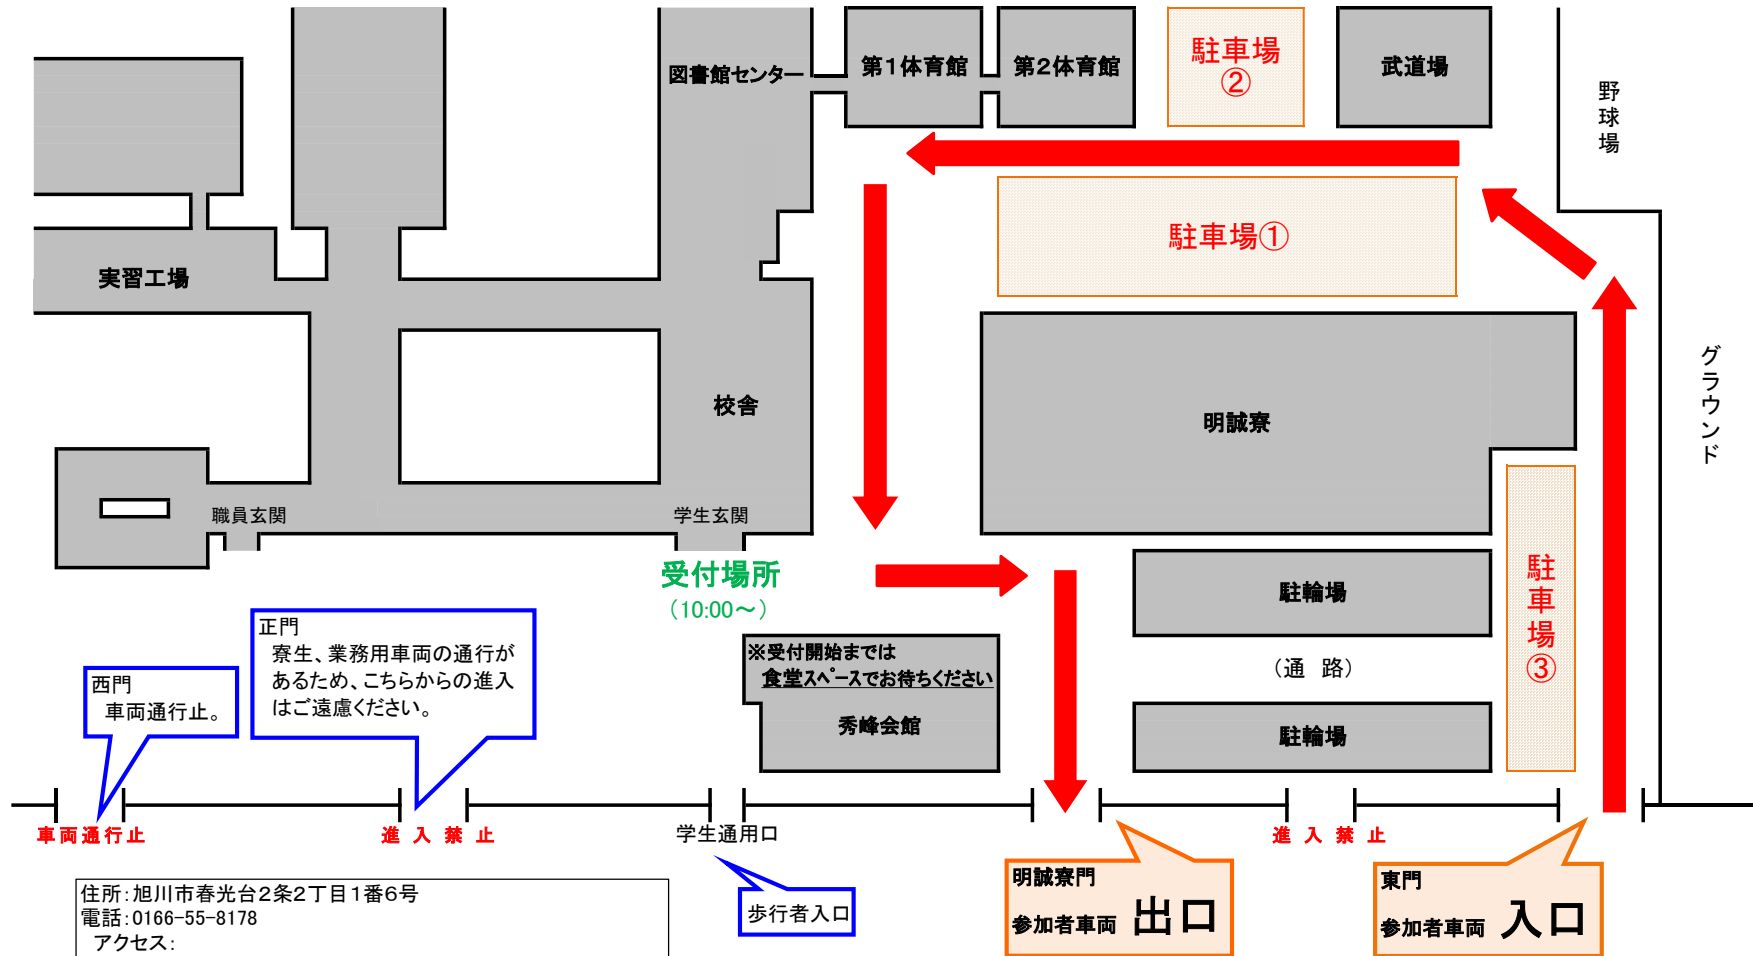 図書館センター
第1体育館
第2体育館
駐車場
②
武道場
野球場
駐車場①
実習工場
グラウンド
校舎
明誠寮
職員玄関
学生玄関
受付場所
(10:00～)
駐輪場
駐車場③
(通 路)
駐輪場
※受付開始までは
食堂スペースでお待ちください
秀峰会館
正門
寮生、業務用車両の通行が
あるため、こちらからの進入
はご遠慮ください。
西門
車両通行止。
車両通行止
進入禁止
学生通用口
進入禁止
歩行者入口
明誠寮門
参加者車両 出口
東門
参加者車両 入口
住所：旭川市春光台2条2丁目1番6号
電話：0166-55-8178
アクセス：